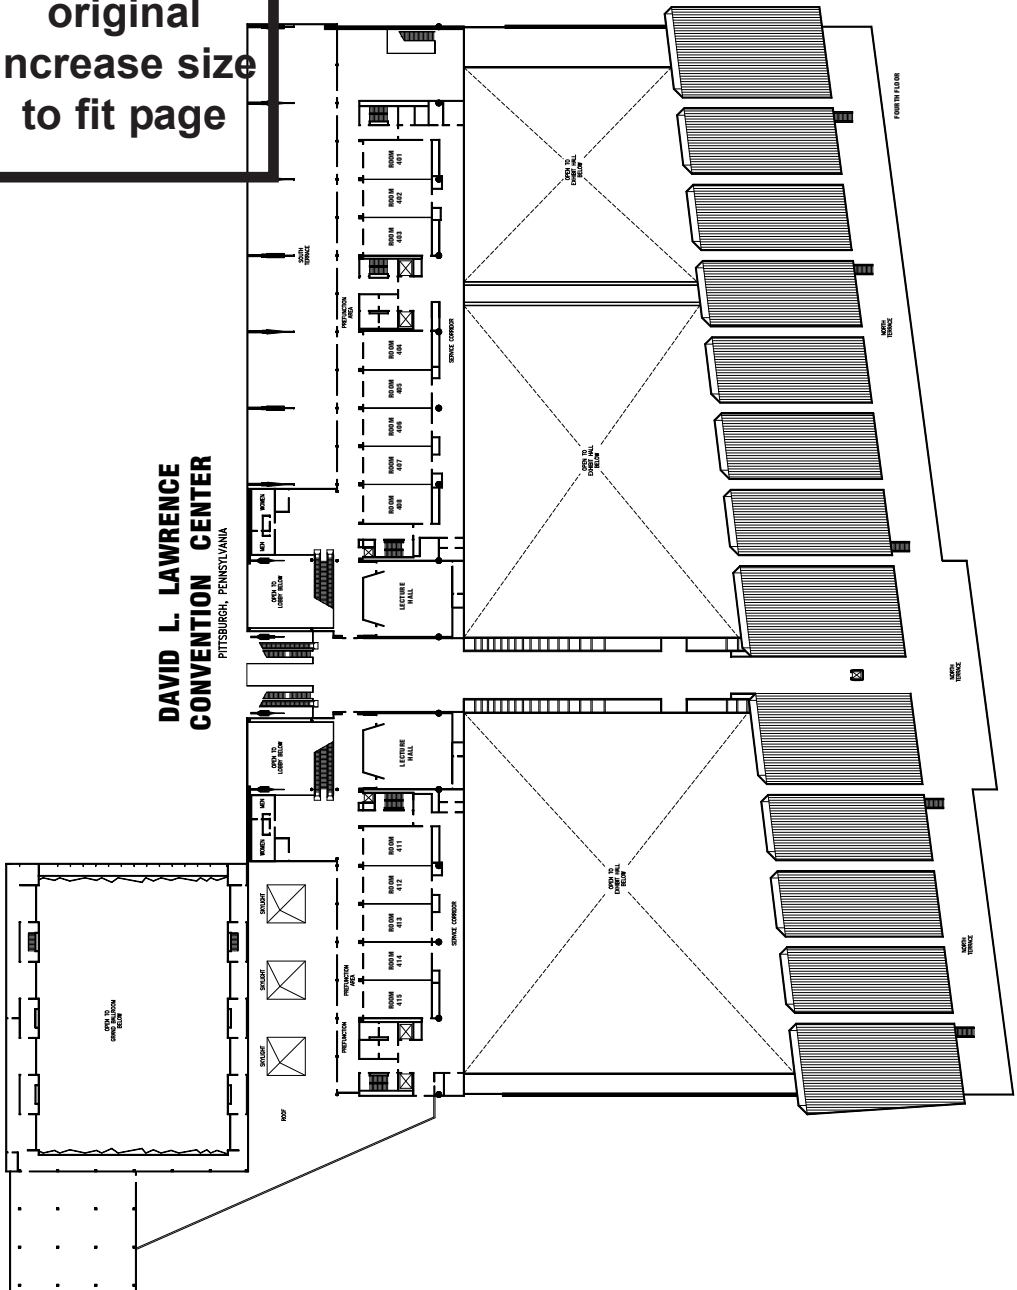 original
ncrease size
to fit page
DAVID L. LAWRENCE
CONVENTION CENTER
PITTSBURGH, PENNSYLVANIA
FOURTH FLOOR
SOUTH
TERRACE
PREFUNCTION
AREA
ROOM
401
ROOM
402
ROOM
403
ROOM
404
ROOM
405
ROOM
406
ROOM
407
ROOM
408
SERVICE CORRIDOR
OPEN TO
EXHIBIT HALL
BELOW
OPEN TO
EXHIBIT HALL
BELOW
NORTH
TERRACE
WOMEN
MEN
OPEN TO
LOBBY BELOW
LECTURE
HALL
NORTH
TERRACE
OPEN TO
LOBBY BELOW
LECTURE
HALL
MEN
WOMEN
ROOM
411
ROOM
412
ROOM
413
ROOM
414
ROOM
415
SERVICE CORRIDOR
OPEN TO
EXHIBIT HALL
BELOW
NORTH
TERRACE
SKYLIGHT
SKYLIGHT
SKYLIGHT
PREFUNCTION
AREA
PREFUNCTION
OPEN TO
GRAND BALLROOM
BELOW
ROOF